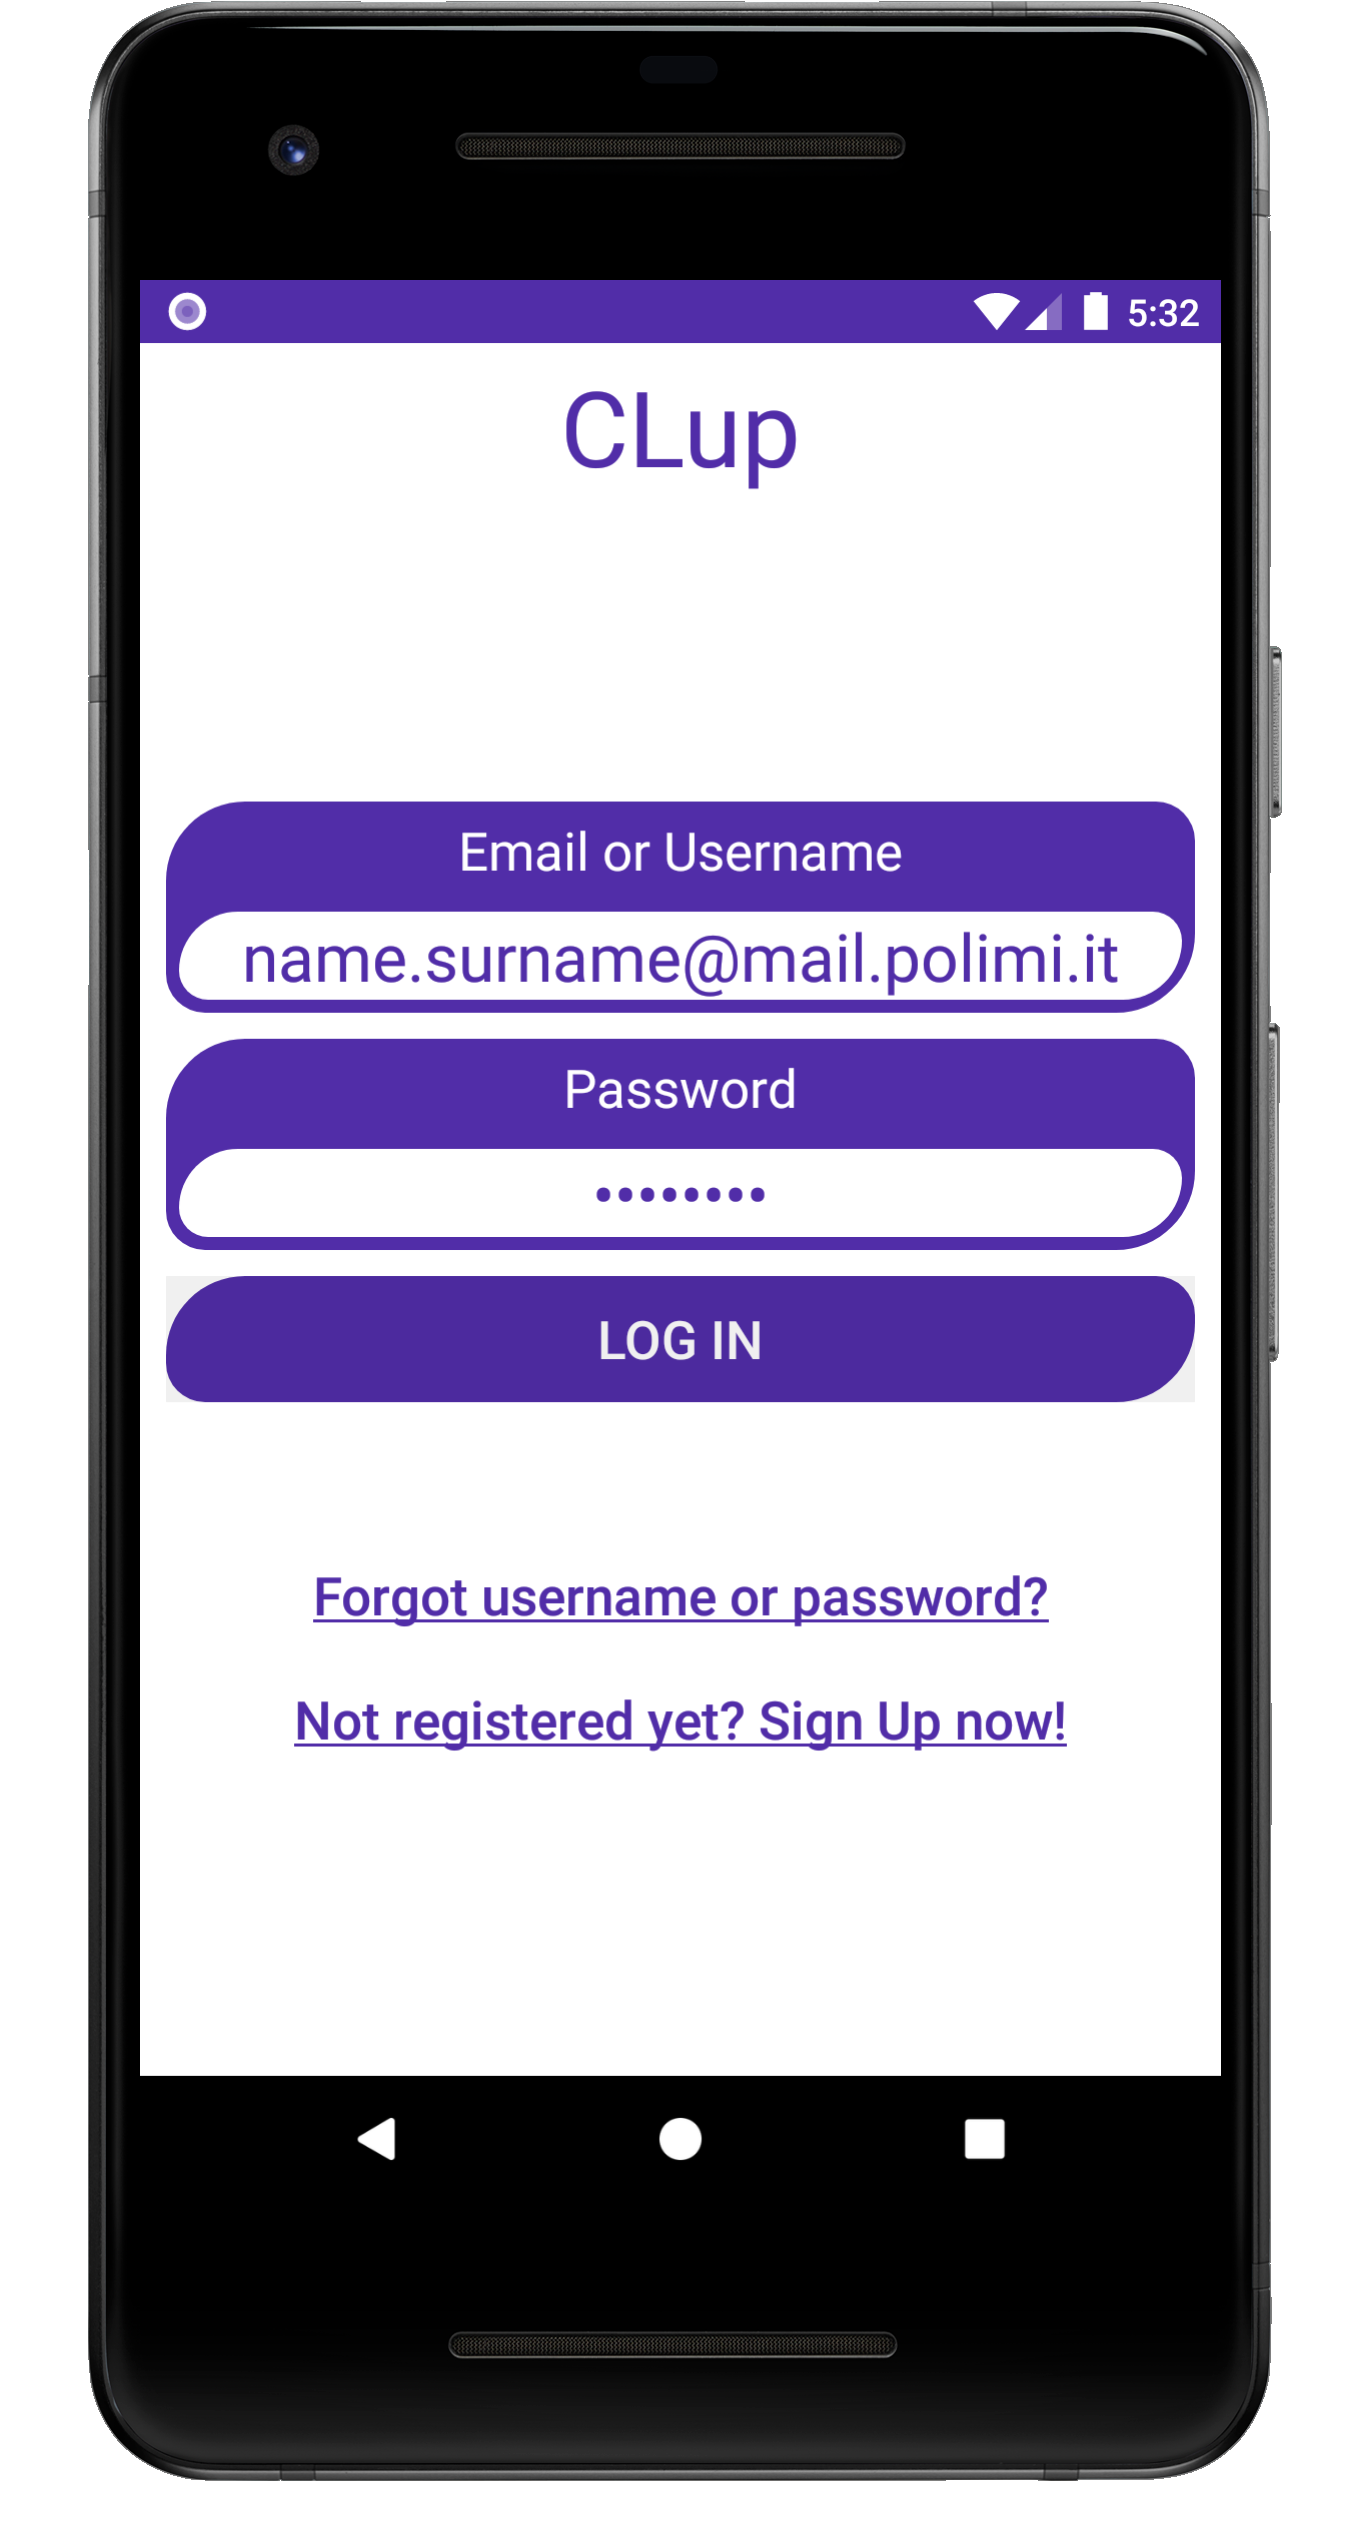 5:32
CLup
Email or Username
name.surname@mail.polimi.it
Password
••••••••
LOG IN
Forgot username or password?
Not registered yet? Sign Up now!